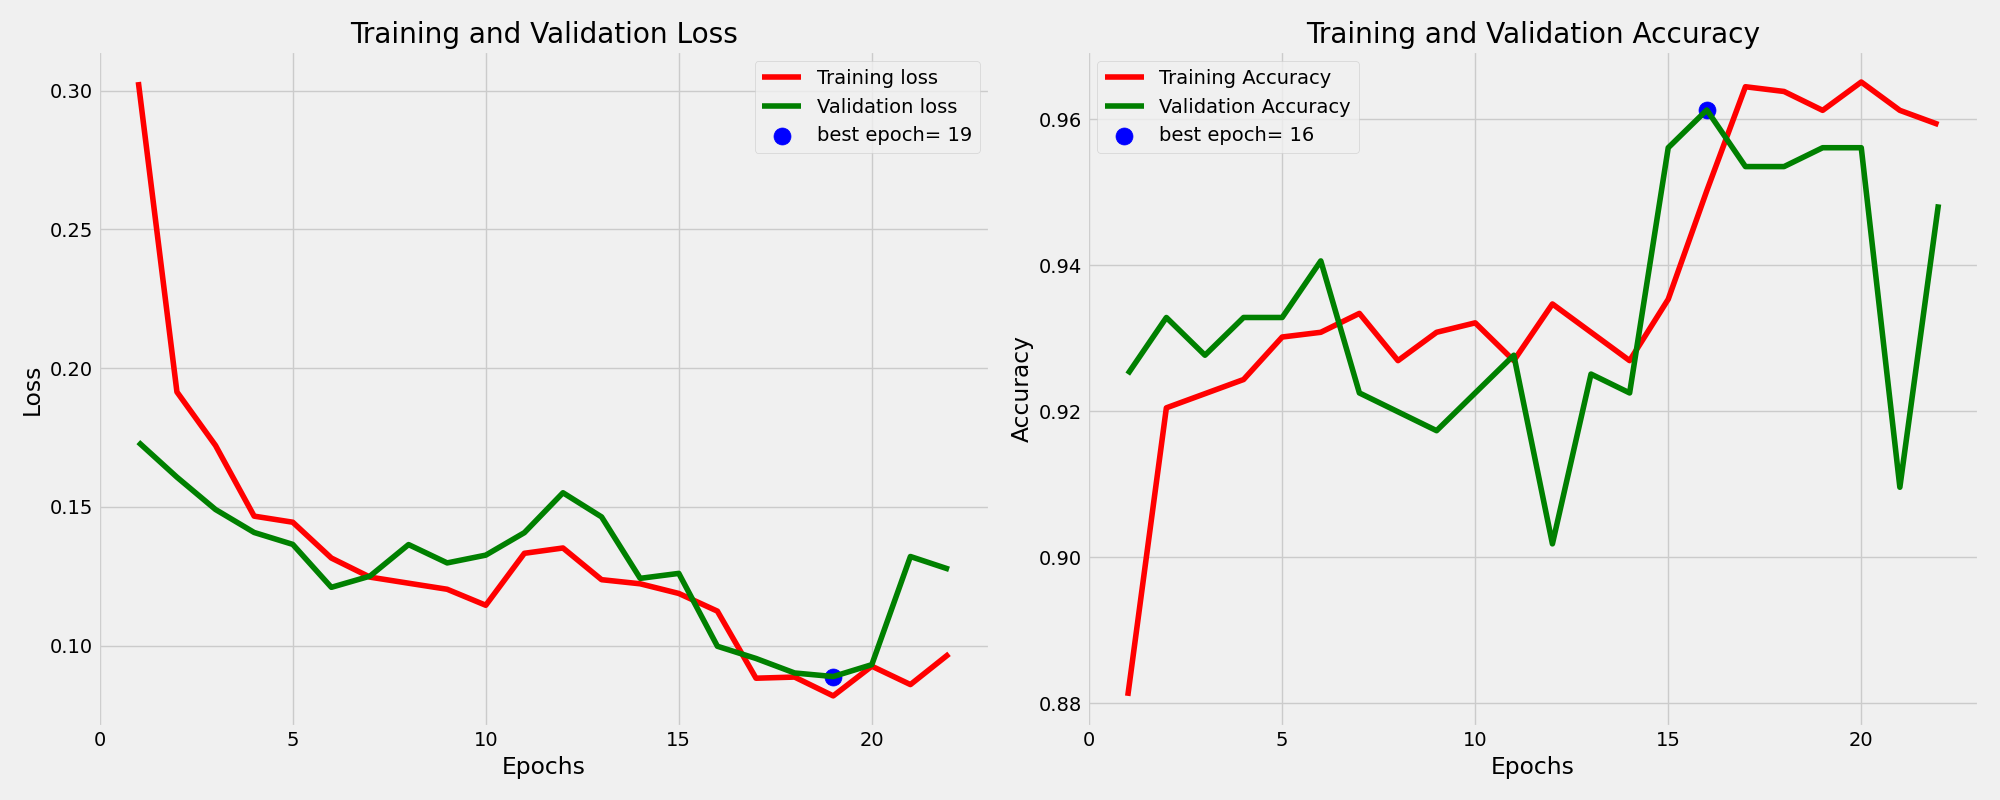 Training and Validation Loss
Training loss
Validation loss
best epoch= 19
0.30
0.25
0.20
0.15
0.10
Loss
0 5 10 15 20
Epochs
Training and Validation Accuracy
Training Accuracy
Validation Accuracy
best epoch= 16
0.96
0.94
0.92
0.90
0.88
Accuracy
0 5 10 15 20
Epochs